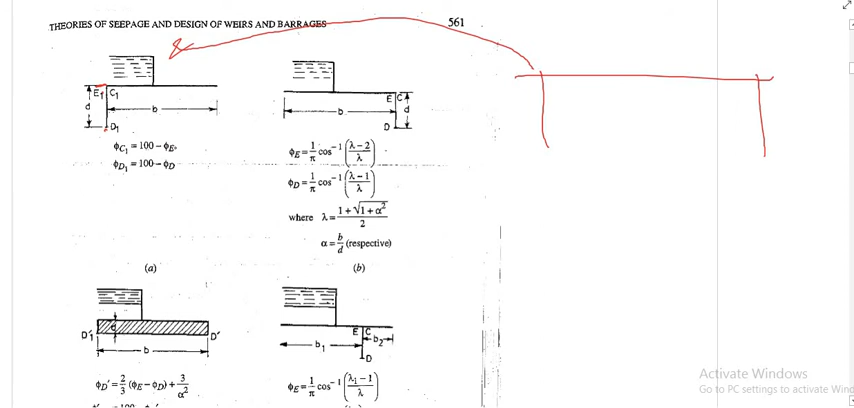 THEORIES OF SEEPAGE AND DESIGN OF WEIRS AND BARRAGES 561
E₁ C₁
d
b
D₁
E C
b
d
D
ϕC₁ = 100 − ϕE,
ϕD₁ = 100 − ϕD
ϕE = 1/π cos⁻¹ ((λ − 2)/λ)
ϕD = 1/π cos⁻¹ ((λ − 1)/λ)
where λ = (1 + √(1 + α²))/2
α = b/d (respective)
(a) (b)
D'₁ d D'
b
E C
b₁ b₂
D
ϕD' = 2/3 (ϕE − ϕD) + 3/α²
ϕE = 1/π cos⁻¹ ((λ₁ − 1)/λ)
Activate Windows
Go to PC settings to activate Wind